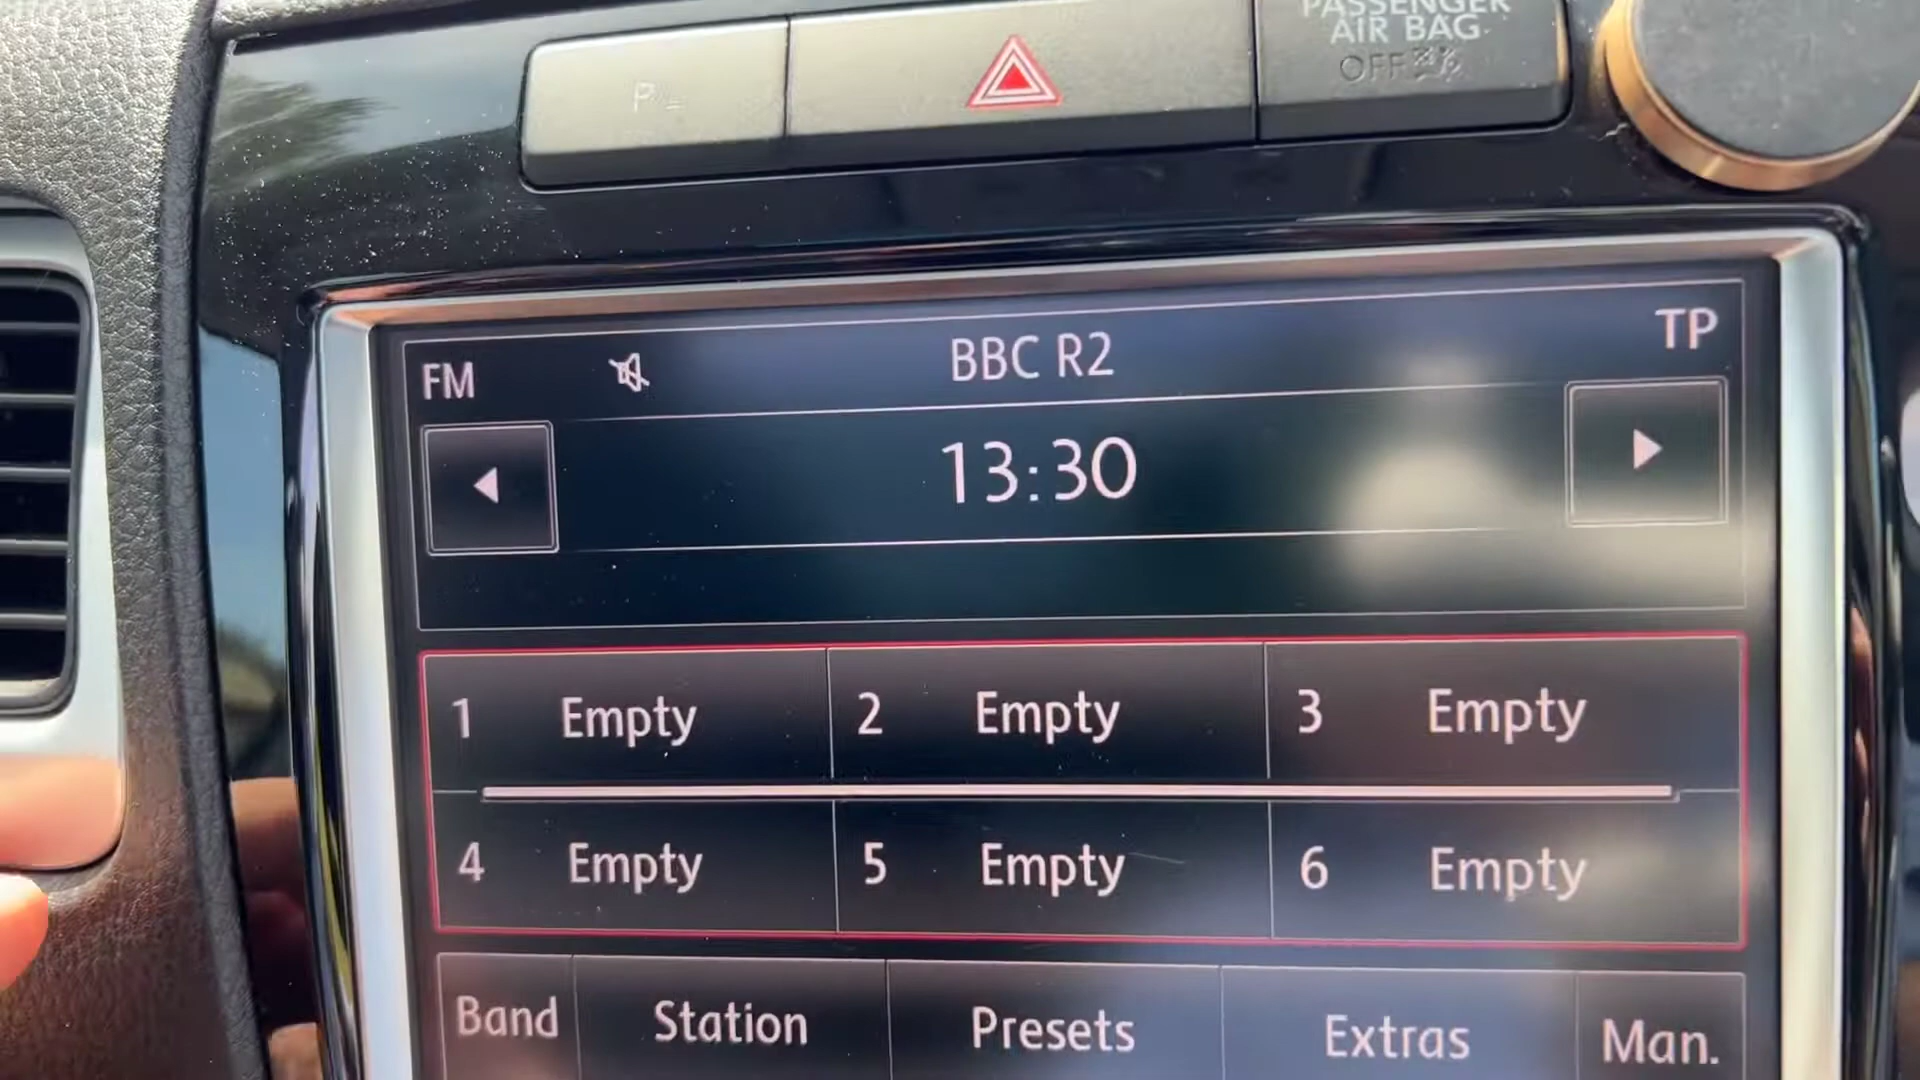 PASSENGER
AIR BAG
OFF
P
FM BBC R2 TP
13:30
1 Empty 2 Empty 3 Empty
4 Empty 5 Empty 6 Empty
Band Station Presets Extras Man.